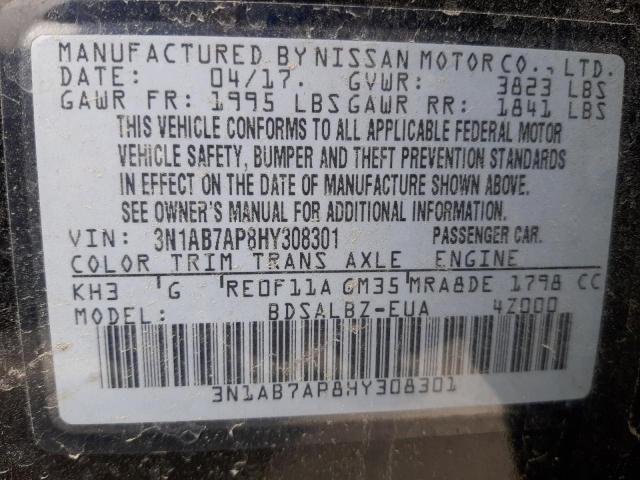 MANUFACTURED BY NISSAN MOTOR CO., LTD.
DATE: 04/17. GVWR: 3823 LBS
GAWR FR: 1995 LBS GAWR RR: 1841 LBS
THIS VEHICLE CONFORMS TO ALL APPLICABLE FEDERAL MOTOR
VEHICLE SAFETY, BUMPER AND THEFT PREVENTION STANDARDS
IN EFFECT ON THE DATE OF MANUFACTURE SHOWN ABOVE.
SEE OWNER'S MANUAL FOR ADDITIONAL INFORMATION.
VIN: 3N1AB7AP8HY308301 PASSENGER CAR.
COLOR TRIM TRANS AXLE ENGINE
KH3 G RE0F11A GM35 MRA8DE 1798 CC
BDSALBZ-EUA 4Z000
3N1AB7AP8HY308301